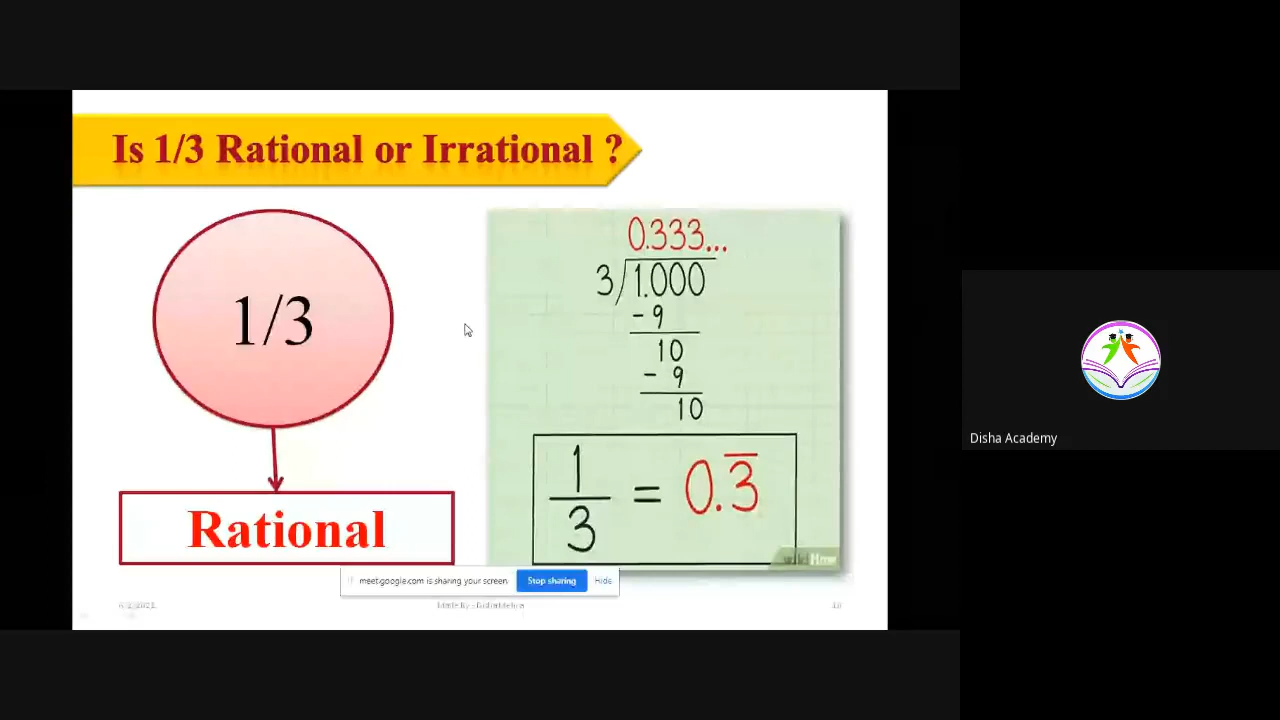 Is 1/3 Rational or Irrational ?
1/3
Rational
0.333...
3 1.000
- 9
10
- 9
10
1
3
= 0.3̅
wikiHow
meet.google.com is sharing your screen
Stop sharing
Hide
Disha Academy